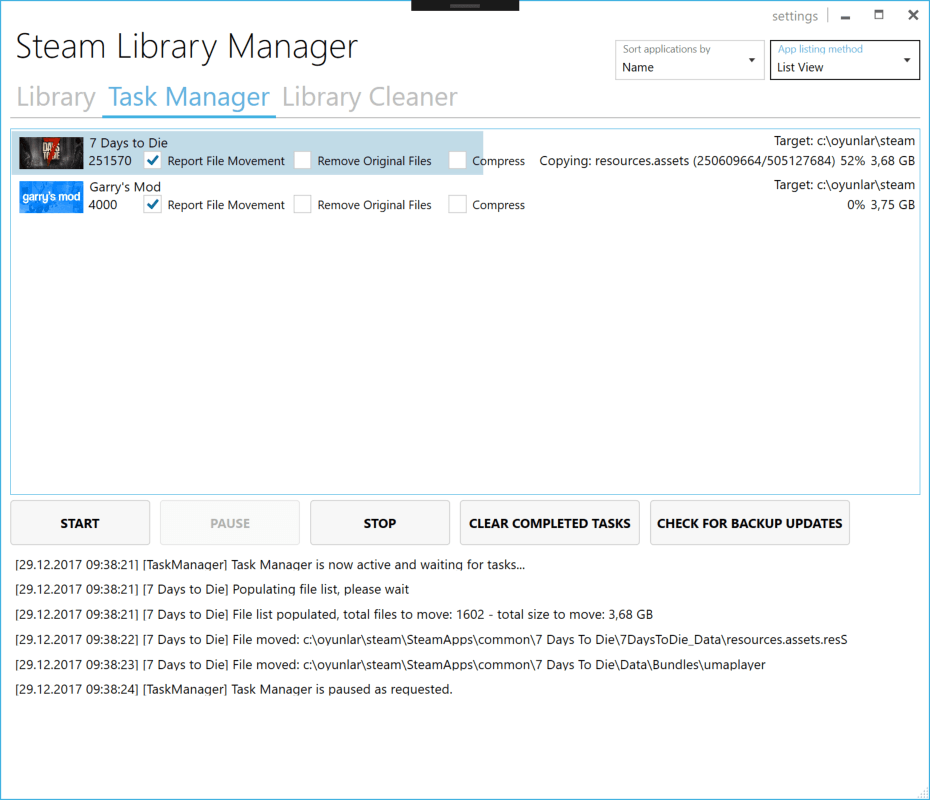 settings
Steam Library Manager
Sort applications by
Name
App listing method
List View
Library Task Manager Library Cleaner
DAYS TO DIE
7 Days to Die
Target: c:\oyunlar\steam
251570 Report File Movement Remove Original Files Compress Copying: resources.assets (250609664/505127684) 52% 3,68 GB
garry's mod
Garry's Mod
Target: c:\oyunlar\steam
4000 Report File Movement Remove Original Files Compress 0% 3,75 GB
START PAUSE STOP CLEAR COMPLETED TASKS CHECK FOR BACKUP UPDATES
[29.12.2017 09:38:21] [TaskManager] Task Manager is now active and waiting for tasks...
[29.12.2017 09:38:21] [7 Days to Die] Populating file list, please wait
[29.12.2017 09:38:21] [7 Days to Die] File list populated, total files to move: 1602 - total size to move: 3,68 GB
[29.12.2017 09:38:22] [7 Days to Die] File moved: c:\oyunlar\steam\SteamApps\common\7 Days To Die\7DaysToDie_Data\resources.assets.resS
[29.12.2017 09:38:23] [7 Days to Die] File moved: c:\oyunlar\steam\SteamApps\common\7 Days To Die\Data\Bundles\umaplayer
[29.12.2017 09:38:24] [TaskManager] Task Manager is paused as requested.